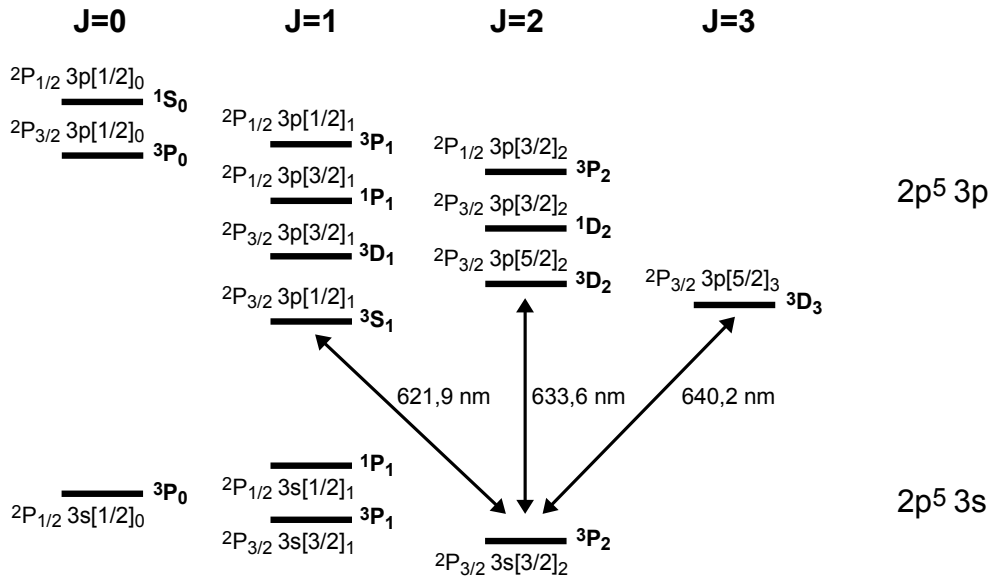 J=0 J=1 J=2 J=3
²P₁/₂ 3p[1/2]₀ ¹S₀
²P₃/₂ 3p[1/2]₀ ³P₀
²P₁/₂ 3p[1/2]₁ ³P₁
²P₁/₂ 3p[3/2]₂ ³P₂
²P₁/₂ 3p[3/2]₁ ¹P₁
2p⁵ 3p
²P₃/₂ 3p[3/2]₂ ¹D₂
²P₃/₂ 3p[3/2]₁ ³D₁
²P₃/₂ 3p[5/2]₂ ³D₂
²P₃/₂ 3p[5/2]₃ ³D₃
²P₃/₂ 3p[1/2]₁ ³S₁
621,9 nm 633,6 nm 640,2 nm
¹P₁
²P₁/₂ 3s[1/2]₁
³P₀
²P₁/₂ 3s[1/2]₀
2p⁵ 3s
³P₁
²P₃/₂ 3s[3/2]₁
³P₂
²P₃/₂ 3s[3/2]₂